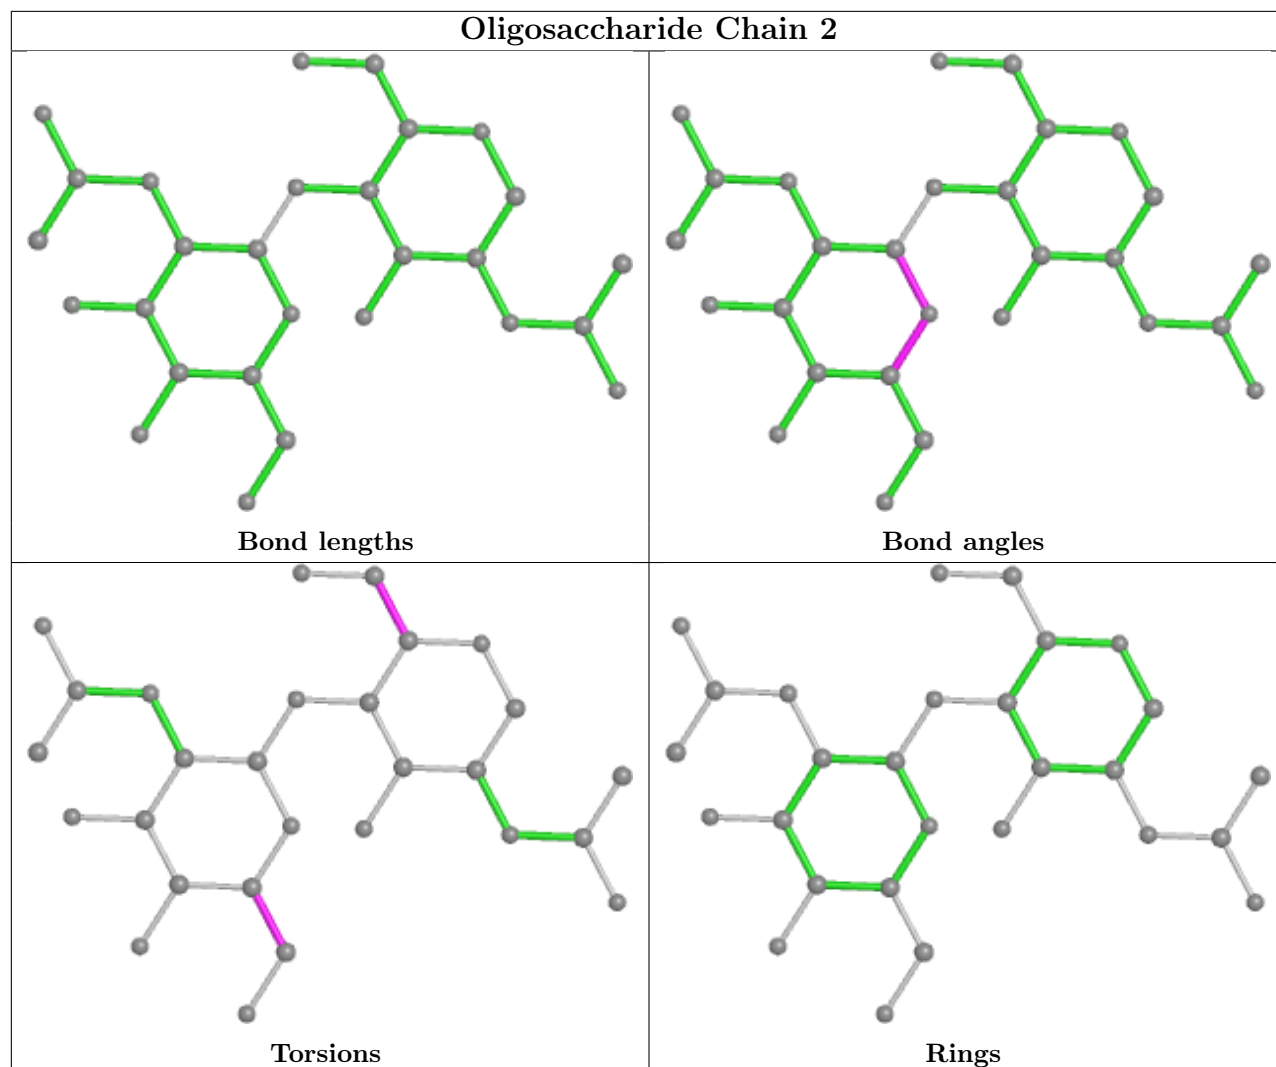 Oligosaccharide Chain 2
Bond lengths
Bond angles
Torsions
Rings